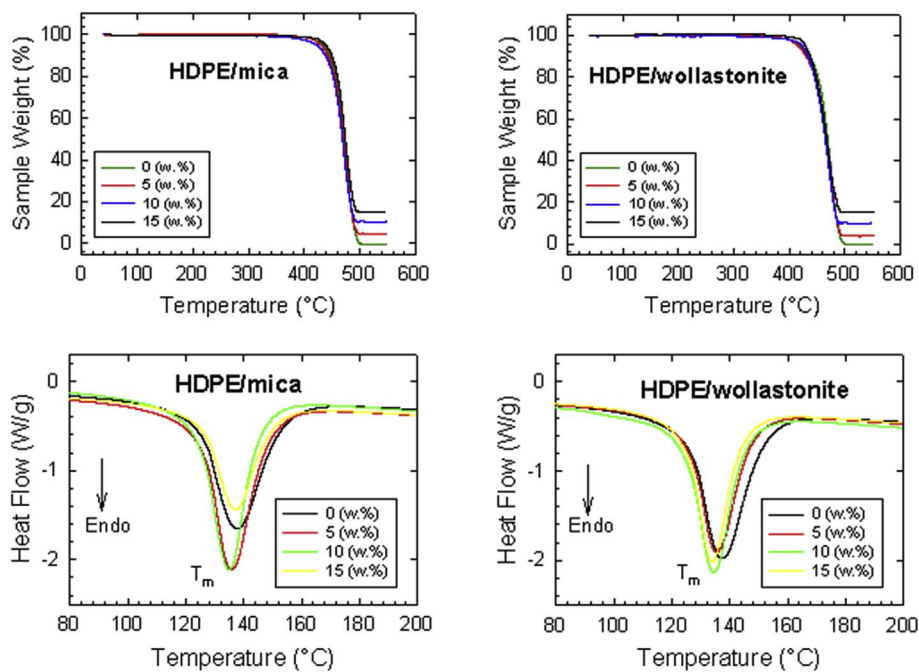 Sample Weight (%)
100
80
60
40
20
0
HDPE/mica
0 (w.%)
5 (w.%)
10 (w.%)
15 (w.%)
0 100 200 300 400 500 600
Temperature (°C)
Sample Weight (%)
100
80
60
40
20
0
HDPE/wollastonite
0 (w.%)
5 (w.%)
10 (w.%)
15 (w.%)
0 100 200 300 400 500 600
Temperature (°C)
Heat Flow (W/g)
0
-1
-2
HDPE/mica
Endo
Tm
0 (w.%)
5 (w.%)
10 (w.%)
15 (w.%)
80 100 120 140 160 180 200
Temperature (°C)
Heat Flow (W/g)
0
-1
-2
HDPE/wollastonite
Endo
Tm
0 (w.%)
5 (w.%)
10 (w.%)
15 (w.%)
80 100 120 140 160 180 200
Temperature (°C)